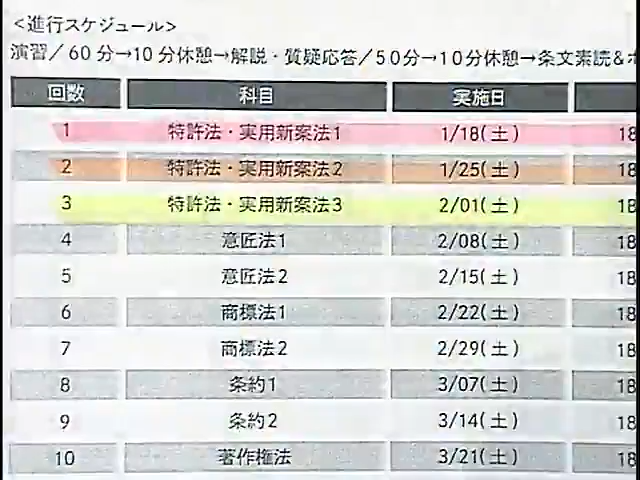 <進行スケジュール>
演習/60分→10分休憩→解説・質疑応答/50分→10分休憩→条文素読&
回数 科目 実施日
1 特許法・実用新案法1 1/18(土) 18
2 特許法・実用新案法2 1/25(土) 18
3 特許法・実用新案法3 2/01(土) 18
4 意匠法1 2/08(土) 18
5 意匠法2 2/15(土) 18
6 商標法1 2/22(土) 18
7 商標法2 2/29(土) 18
8 条約1 3/07(土) 18
9 条約2 3/14(土) 18
10 著作権法 3/21(土) 18